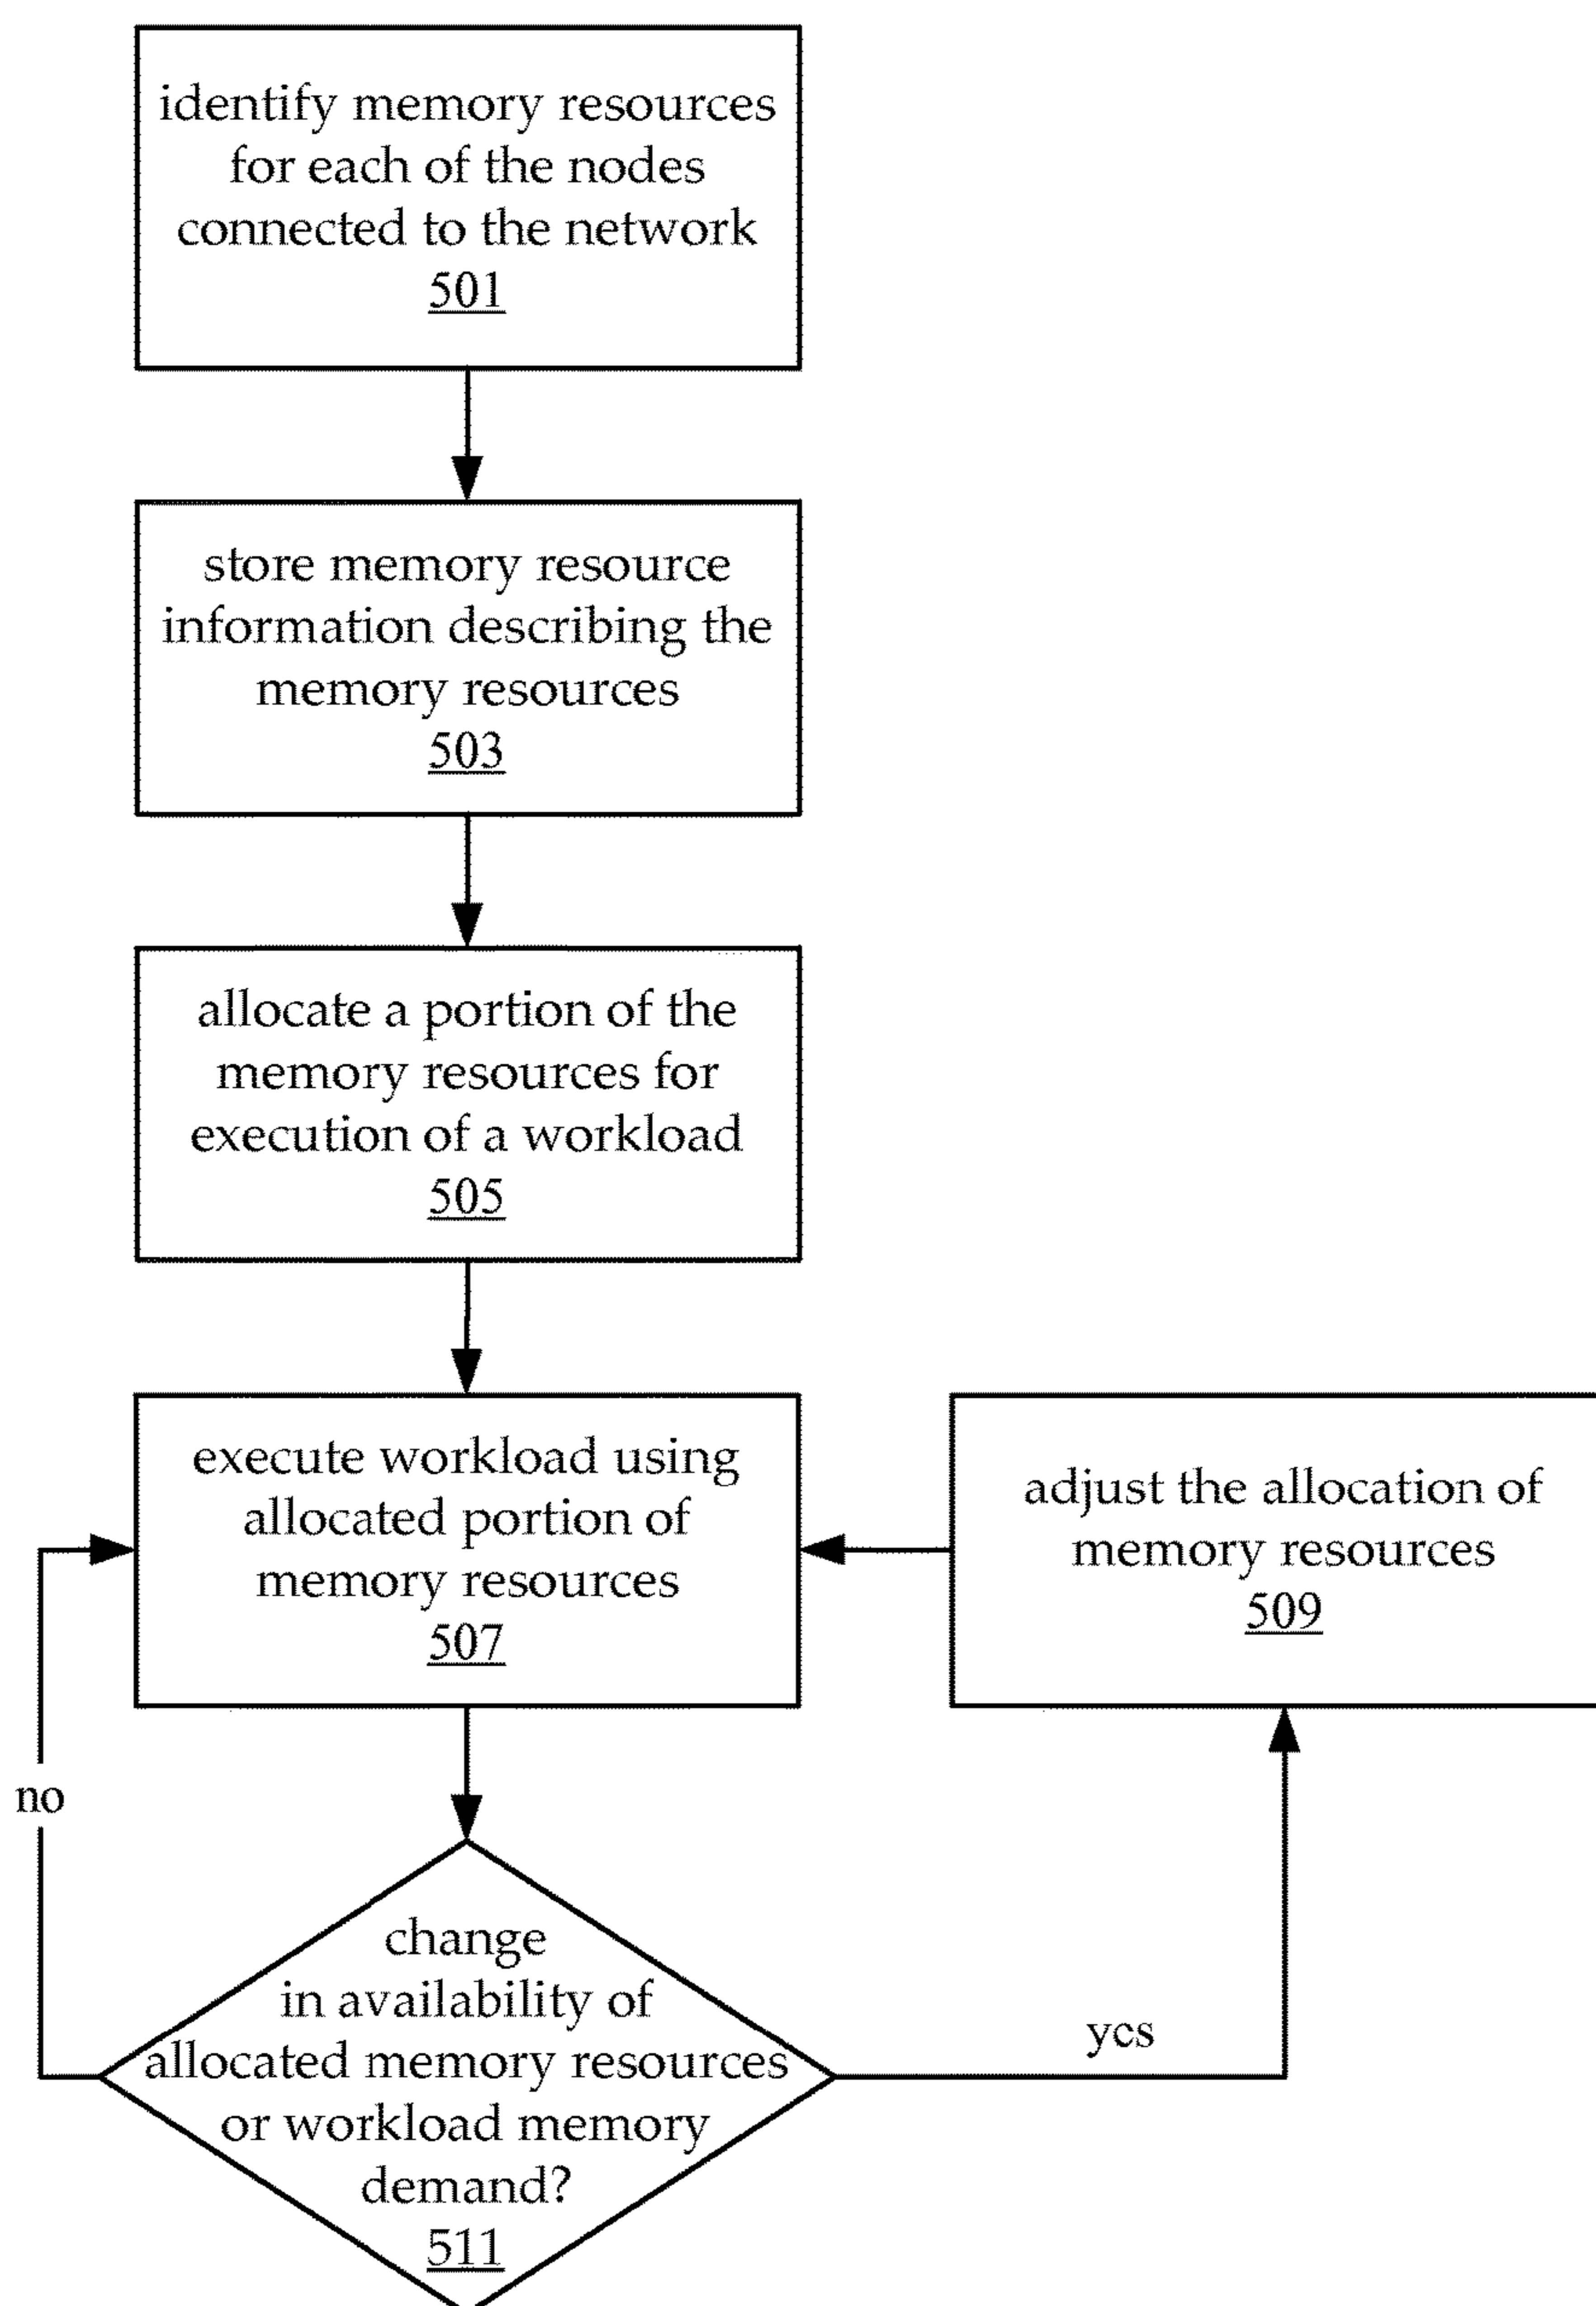 identify memory resources
for each of the nodes
connected to the network
501
store memory resource
information describing the
memory resources
503
allocate a portion of the
memory resources for
execution of a workload
505
execute workload using
allocated portion of
memory resources
507
adjust the allocation of
memory resources
509
no
change
in availability of
allocated memory resources
or workload memory
demand?
511
yes